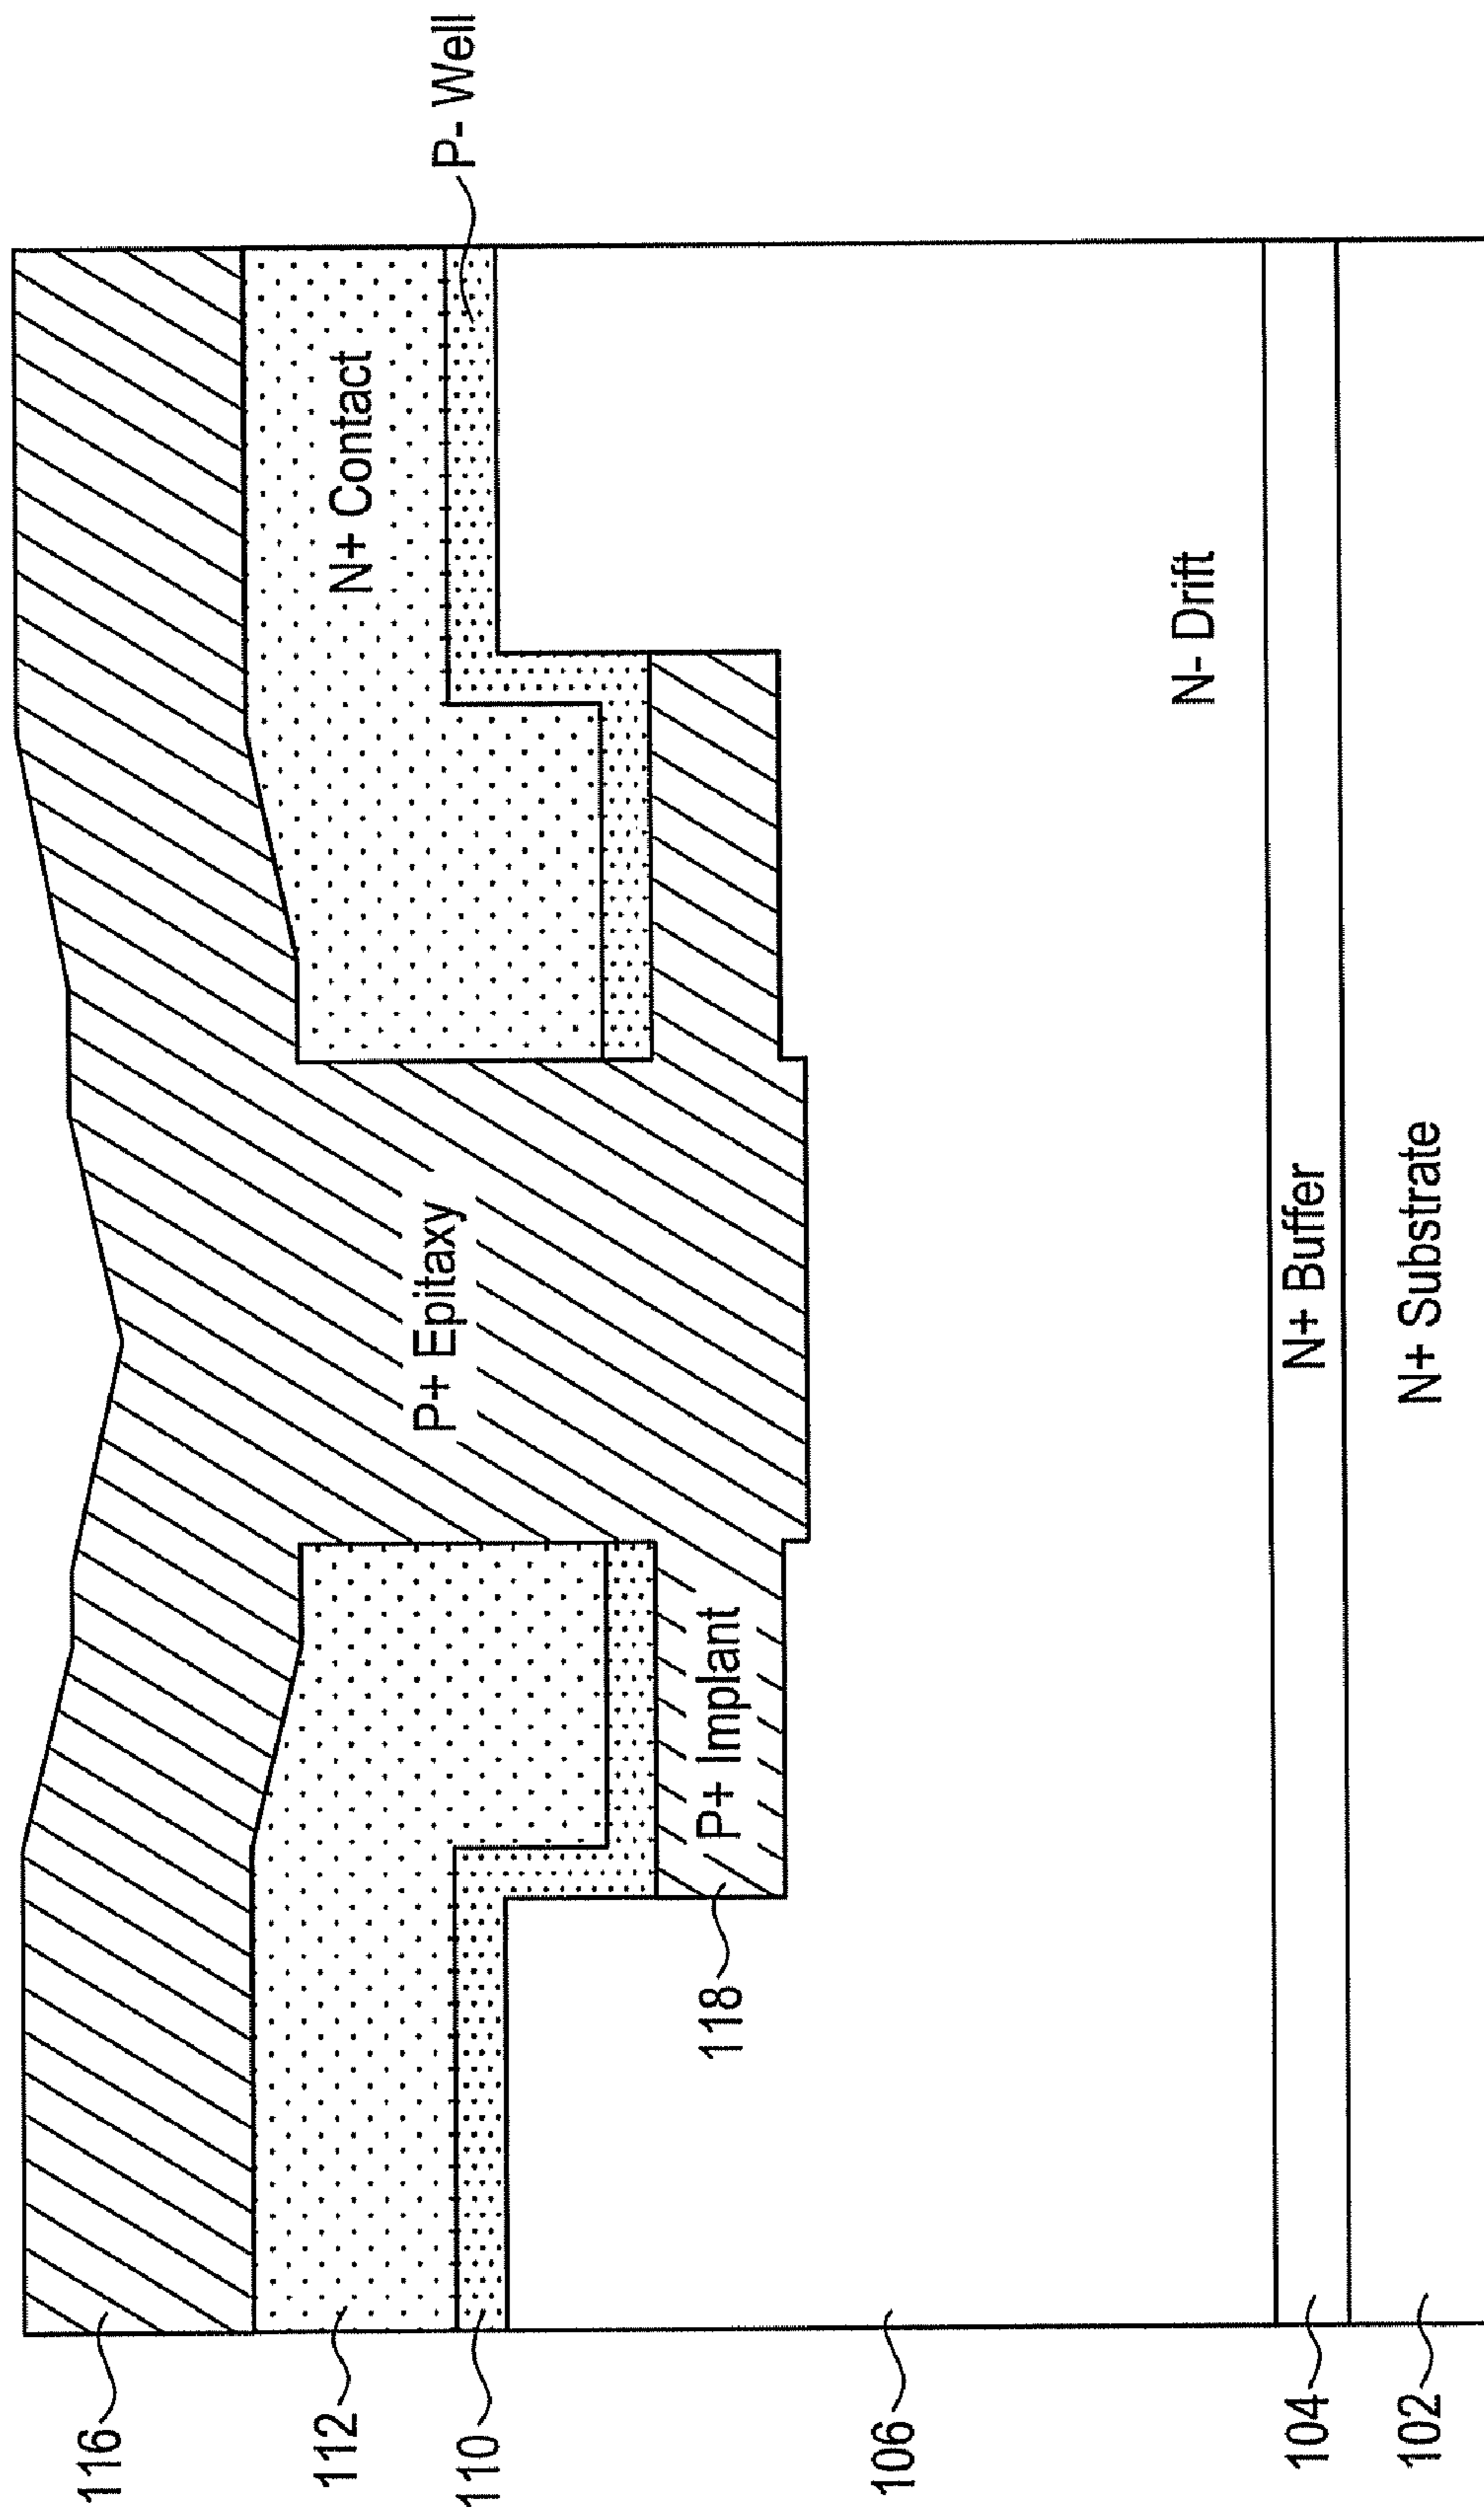 116
112
N+ Contact
P+ Epitaxy
P- Well
110
118
P+ Implant
106
N- Drift
104
N+ Buffer
102
N+ Substrate